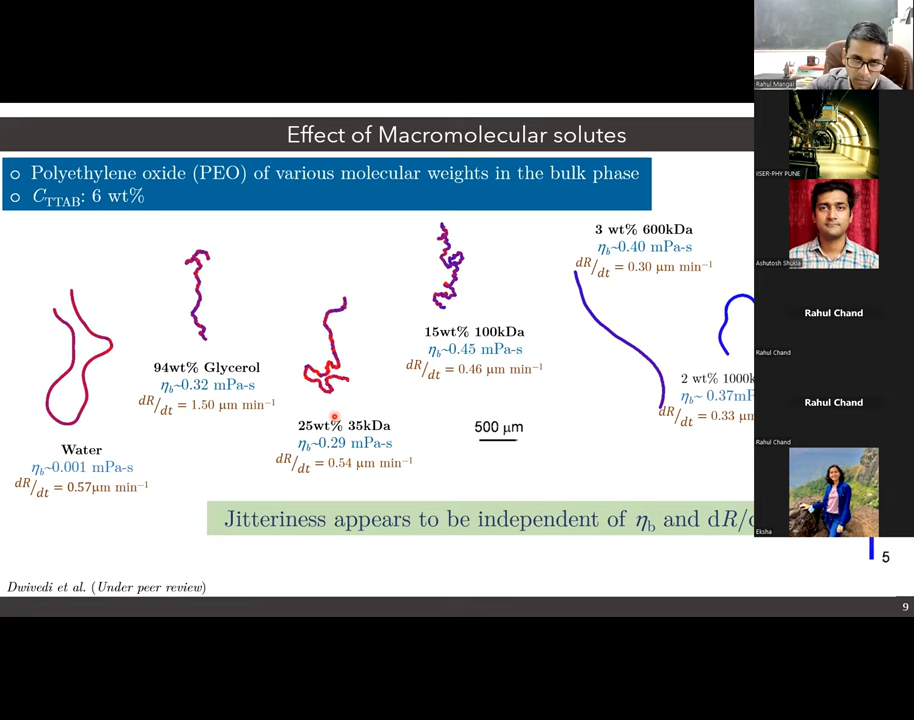 Effect of Macromolecular solutes
Polyethylene oxide (PEO) of various molecular weights in the bulk phase
C_TTAB: 6 wt%
Water
η_b~0.001 mPa-s
dR/dt = 0.57μm min⁻¹
94wt% Glycerol
η_b~0.32 mPa-s
dR/dt = 1.50 μm min⁻¹
25wt% 35kDa
η_b~0.29 mPa-s
dR/dt = 0.54 μm min⁻¹
15wt% 100kDa
η_b~0.45 mPa-s
dR/dt = 0.46 μm min⁻¹
500 μm
3 wt% 600kDa
η_b~0.40 mPa-s
dR/dt = 0.30 μm min⁻¹
2 wt% 1000k
η_b~ 0.37mP
dR/dt = 0.33 μm
Jitteriness appears to be independent of η_b and dR/
5
Dwivedi et al. (Under peer review)
9
Rahul Mangal
IISER-PHY PUNE
Ashutosh Shukla
Rahul Chand
Rahul Chand
Rahul Chand
Rahul Chand
Eksha